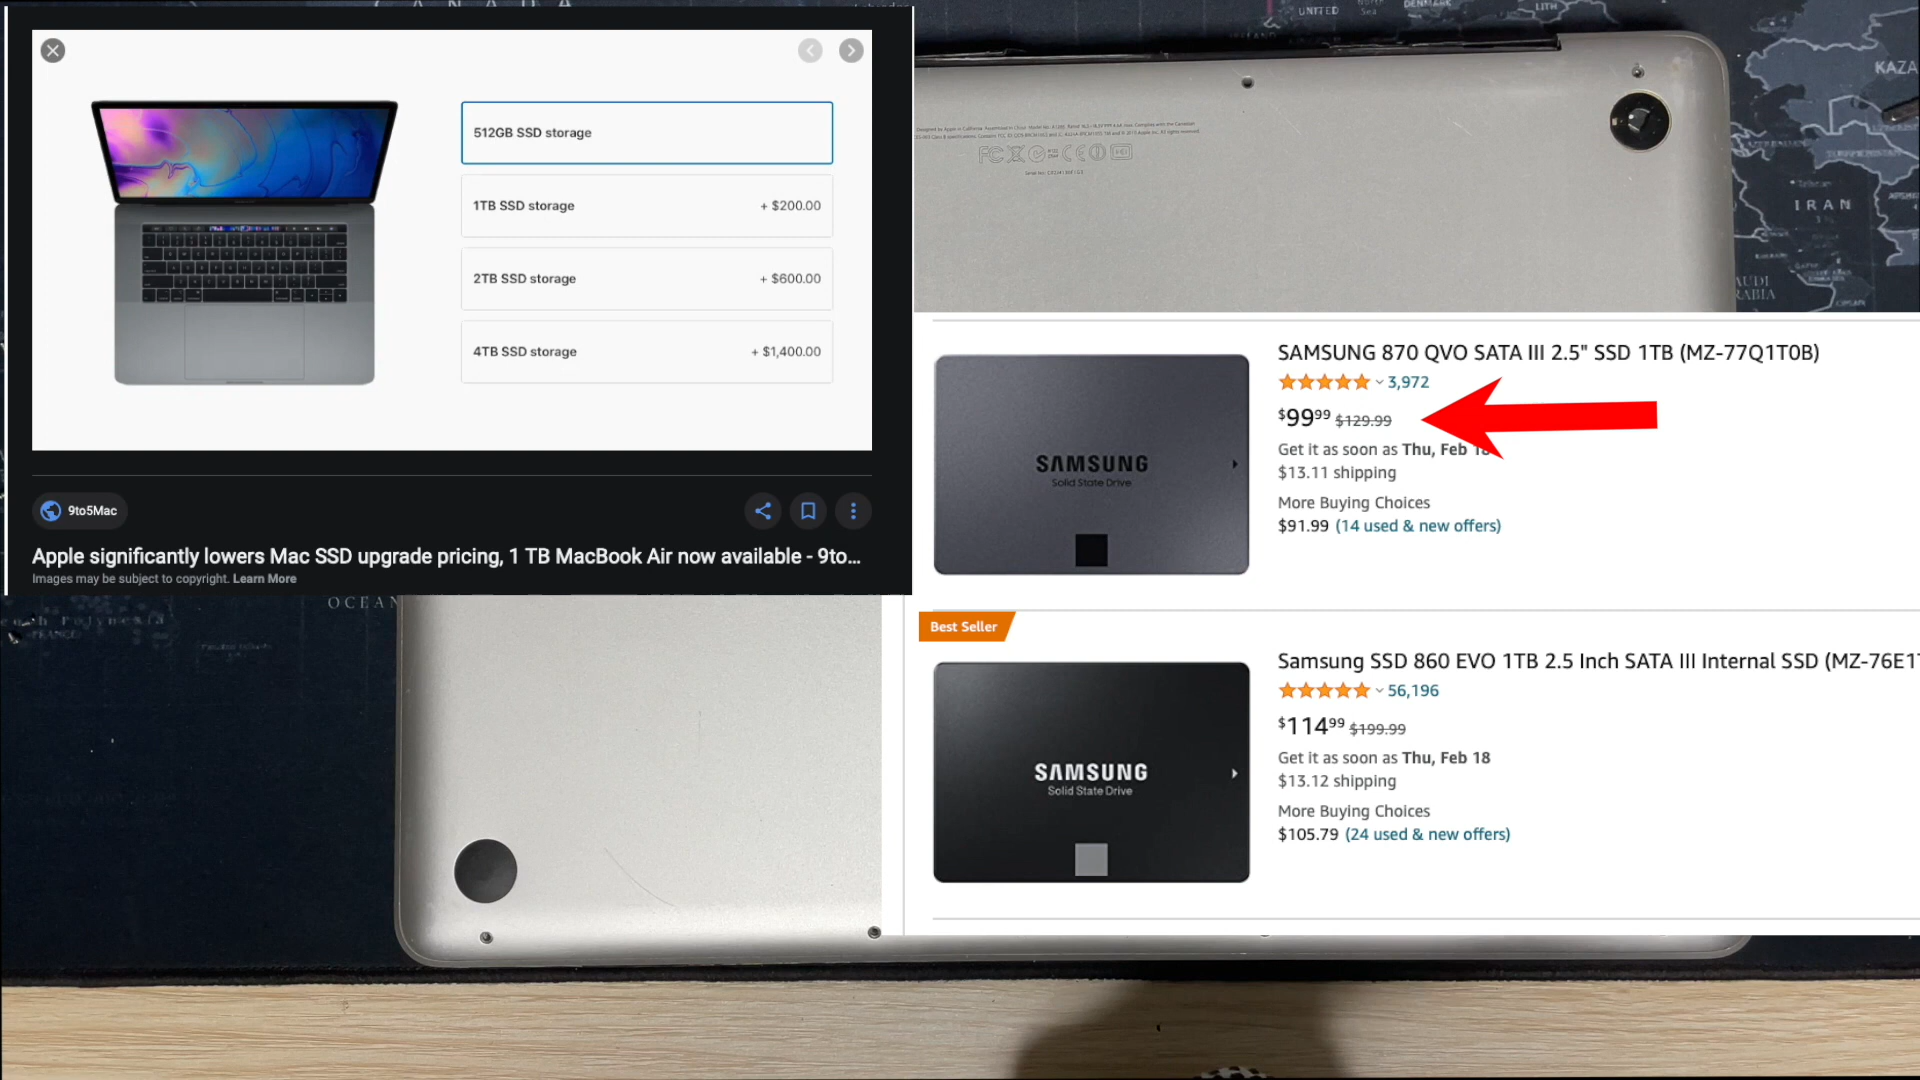 CANADA
512GB SSD storage
1TB SSD storage + $200.00
2TB SSD storage + $600.00
4TB SSD storage + $1,400.00
9to5Mac
Apple significantly lowers Mac SSD upgrade pricing, 1 TB MacBook Air now available - 9to...
Images may be subject to copyright. Learn More
OCEAN
UNITED
DENMARK
LITH
KAZA
IRAN
SAMSUNG
Solid State Drive
SAMSUNG 870 QVO SATA III 2.5" SSD 1TB (MZ-77Q1T0B)
3,972
$99.99 $129.99
Get it as soon as Thu, Feb 18
$13.11 shipping
More Buying Choices
$91.99 (14 used & new offers)
Best Seller
SAMSUNG
Solid State Drive
Samsung SSD 860 EVO 1TB 2.5 Inch SATA III Internal SSD (MZ-76E1
56,196
$114.99 $199.99
Get it as soon as Thu, Feb 18
$13.12 shipping
More Buying Choices
$105.79 (24 used & new offers)